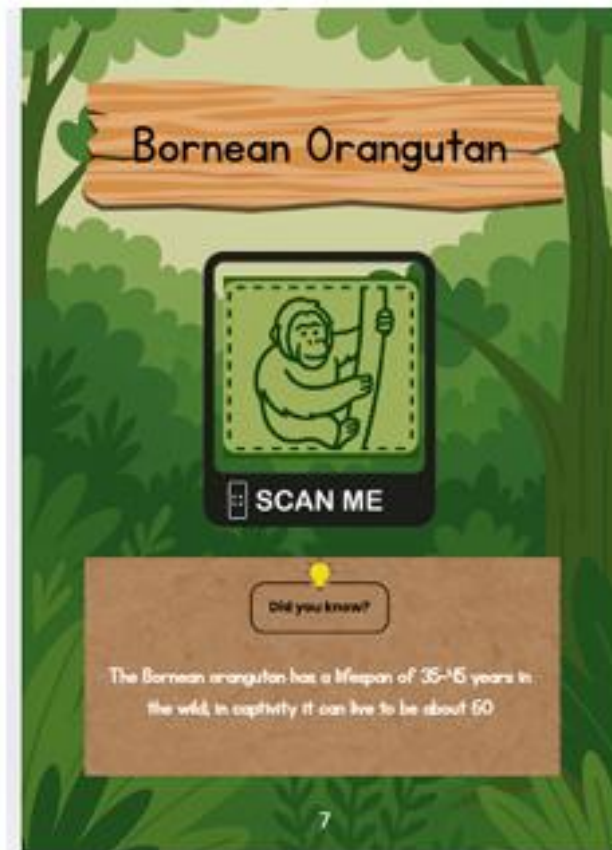 Bornean Orangutan
SCAN ME
Did you know?
The Bornean orangutan has a lifespan of 35-45 years in
the wild, in captivity it can live to be about 60
7